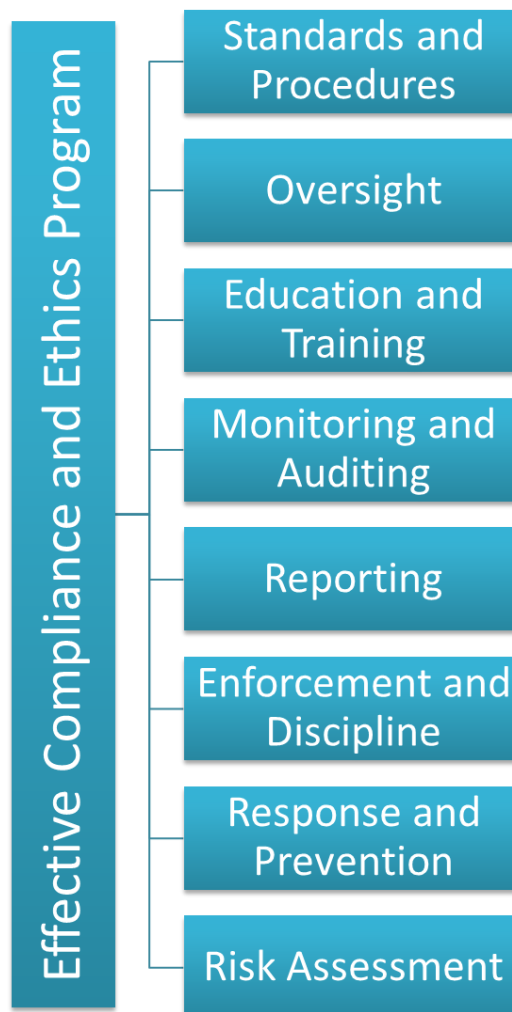 Effective Compliance and Ethics Program
Standards and
Procedures
Oversight
Education and
Training
Monitoring and
Auditing
Reporting
Enforcement and
Discipline
Response and
Prevention
Risk Assessment